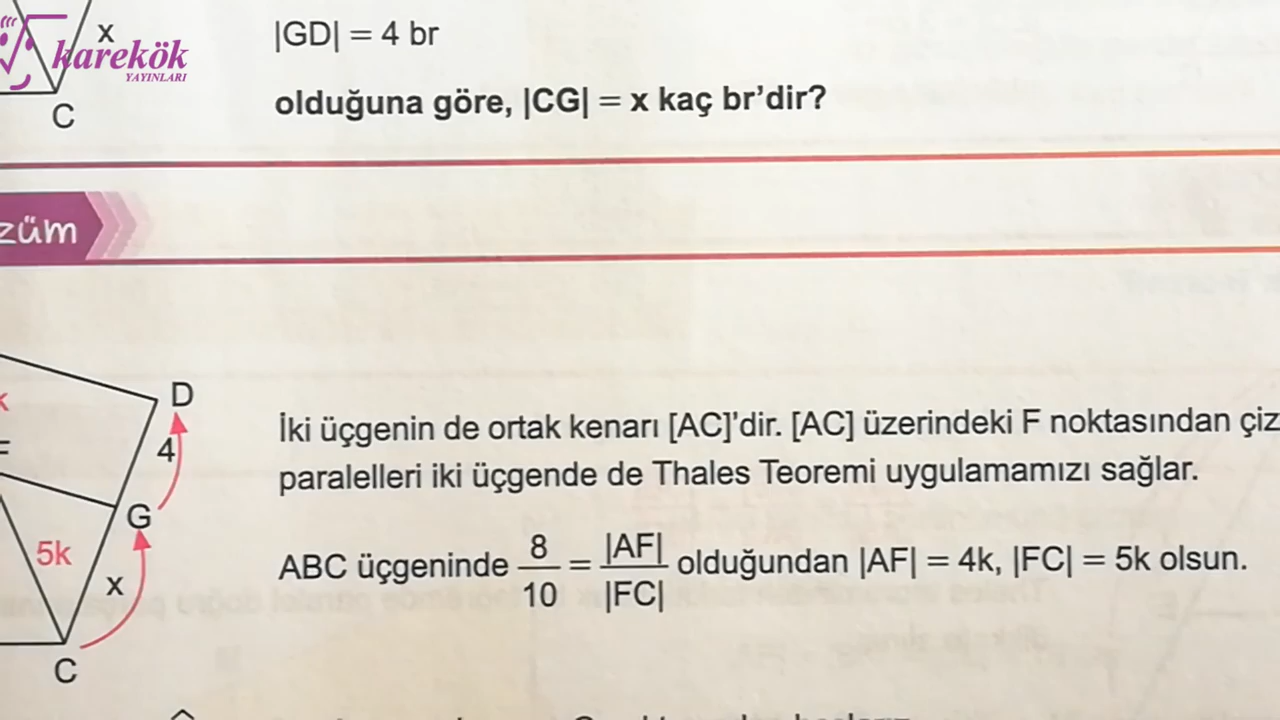 karekök
YAYINLARI
x
C
|GD| = 4 br
olduğuna göre, |CG| = x kaç br'dir?
züm
D
4
G
5k
x
C
İki üçgenin de ortak kenarı [AC]'dir. [AC] üzerindeki F noktasından çiz
paralelleri iki üçgende de Thales Teoremi uygulamamızı sağlar.
ABC üçgeninde 8/10 = |AF|/|FC| olduğundan |AF| = 4k, |FC| = 5k olsun.